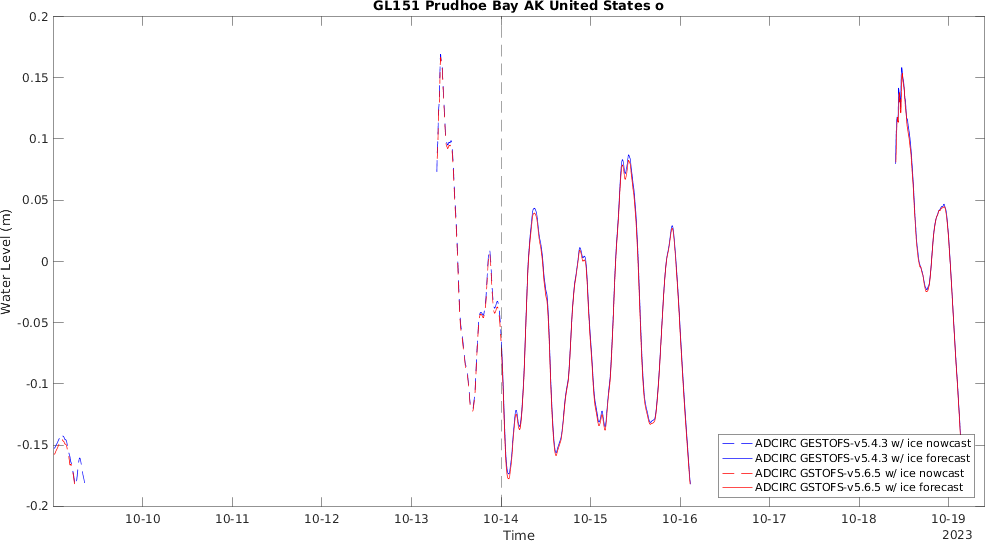 GL151 Prudhoe Bay AK United States o
0.2
0.15
0.1
0.05
0
-0.05
-0.1
-0.15
-0.2
Water Level (m)
ADCIRC GESTOFS-v5.4.3 w/ ice nowcast
ADCIRC GESTOFS-v5.4.3 w/ ice forecast
ADCIRC GSTOFS-v5.6.5 w/ ice nowcast
ADCIRC GSTOFS-v5.6.5 w/ ice forecast
10-10 10-11 10-12 10-13 10-14 10-15 10-16 10-17 10-18 10-19
Time
2023